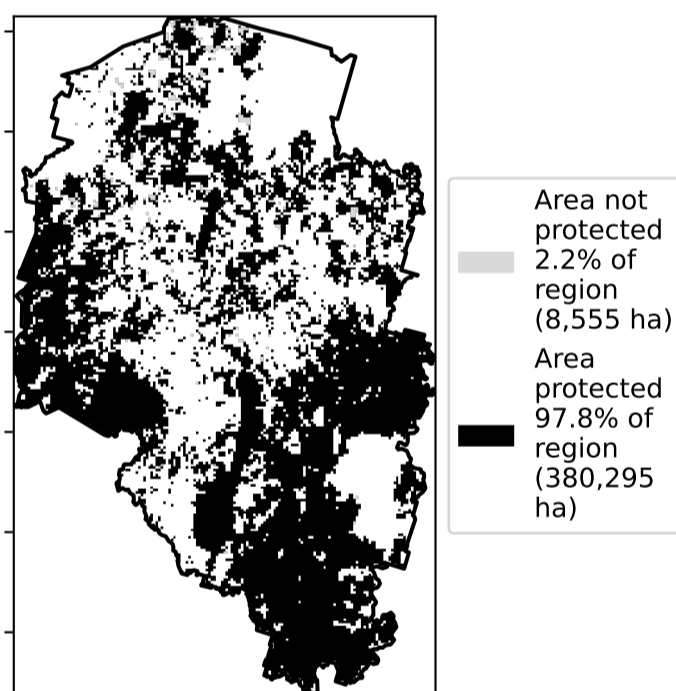 Area not
protected
2.2% of
region
(8,555 ha)
Area
protected
97.8% of
region
(380,295
ha)